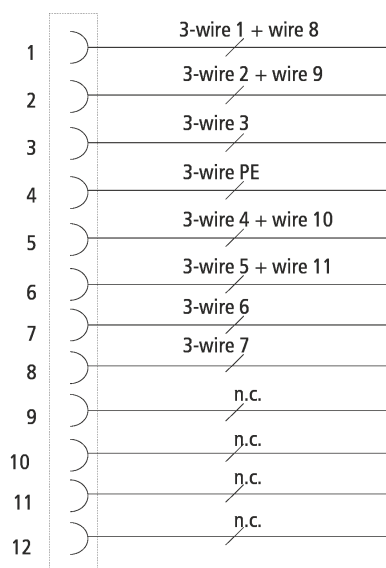 3-wire 1 + wire 8
1
3-wire 2 + wire 9
2
3-wire 3
3
3-wire PE
4
3-wire 4 + wire 10
5
3-wire 5 + wire 11
6
3-wire 6
7
3-wire 7
8
n.c.
9
n.c.
10
n.c.
11
n.c.
12